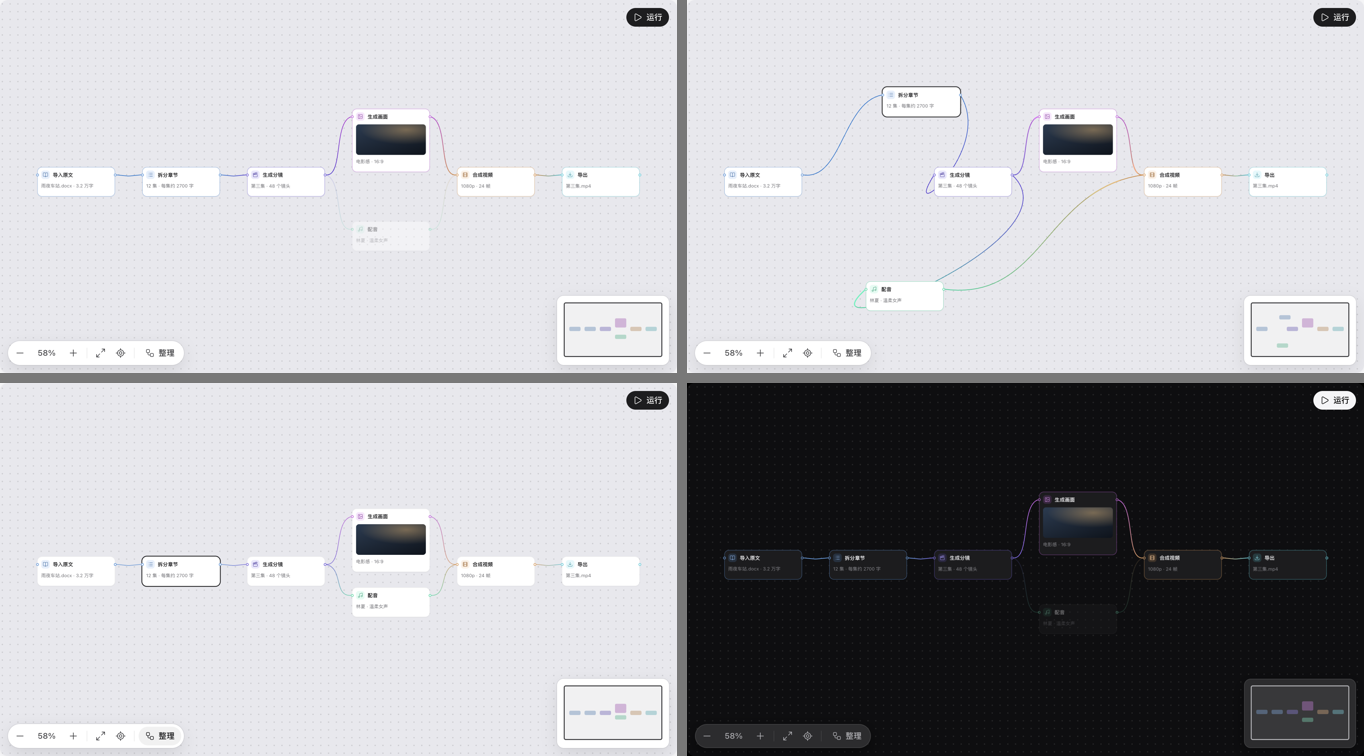 运行
生成画面
电影感 · 16:9
导入原文
雨夜车站.docx · 3.2 万字
拆分章节
12 集 · 每集约 2700 字
生成分镜
第三集 · 48 个镜头
合成视频
1080p · 24 帧
导出
第三集.mp4
配音
林夏 · 温柔女声
58%
整理
运行
拆分章节
12 集 · 每集约 2700 字
生成画面
电影感 · 16:9
导入原文
雨夜车站.docx · 3.2 万字
生成分镜
第三集 · 48 个镜头
合成视频
1080p · 24 帧
导出
第三集.mp4
配音
林夏 · 温柔女声
58%
整理
运行
生成画面
电影感 · 16:9
导入原文
雨夜车站.docx · 3.2 万字
拆分章节
12 集 · 每集约 2700 字
生成分镜
第三集 · 48 个镜头
合成视频
1080p · 24 帧
导出
第三集.mp4
配音
林夏 · 温柔女声
58%
整理
运行
生成画面
电影感 · 16:9
导入原文
雨夜车站.docx · 3.2 万字
拆分章节
12 集 · 每集约 2700 字
生成分镜
第三集 · 48 个镜头
合成视频
1080p · 24 帧
导出
第三集.mp4
配音
林夏 · 温柔女声
58%
整理